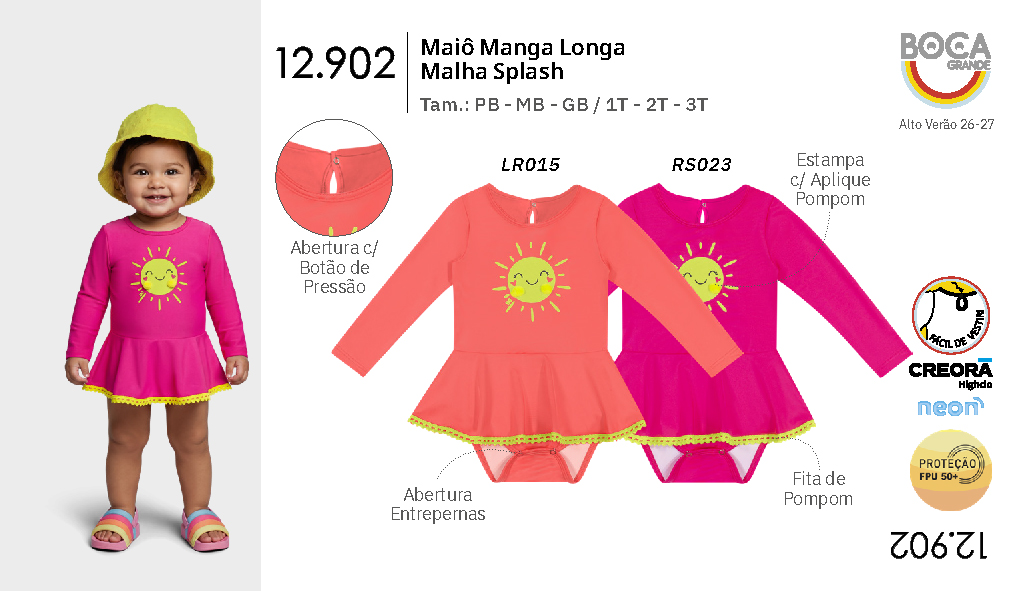 12.902
Maiô Manga Longa
Malha Splash
Tam.: PB - MB - GB / 1T - 2T - 3T
BOCA
GRANDE
Alto Verão 26-27
LR015
RS023
Estampa
c/ Aplique
Pompom
Abertura c/
Botão de
Pressão
FÁCIL DE VESTIR
CREORA
Highclo
neon
PROTEÇÃO
FPU 50+
Abertura
Entrepernas
Fita de
Pompom
12.902